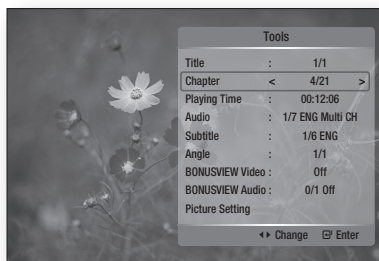 Tools
Title : 1/1
Chapter < 4/21 >
Playing Time : 00:12:06
Audio : 1/7 ENG Multi CH
Subtitle : 1/6 ENG
Angle : 1/1
BONUSVIEW Video : Off
BONUSVIEW Audio : 0/1 Off
Picture Setting
Change Enter